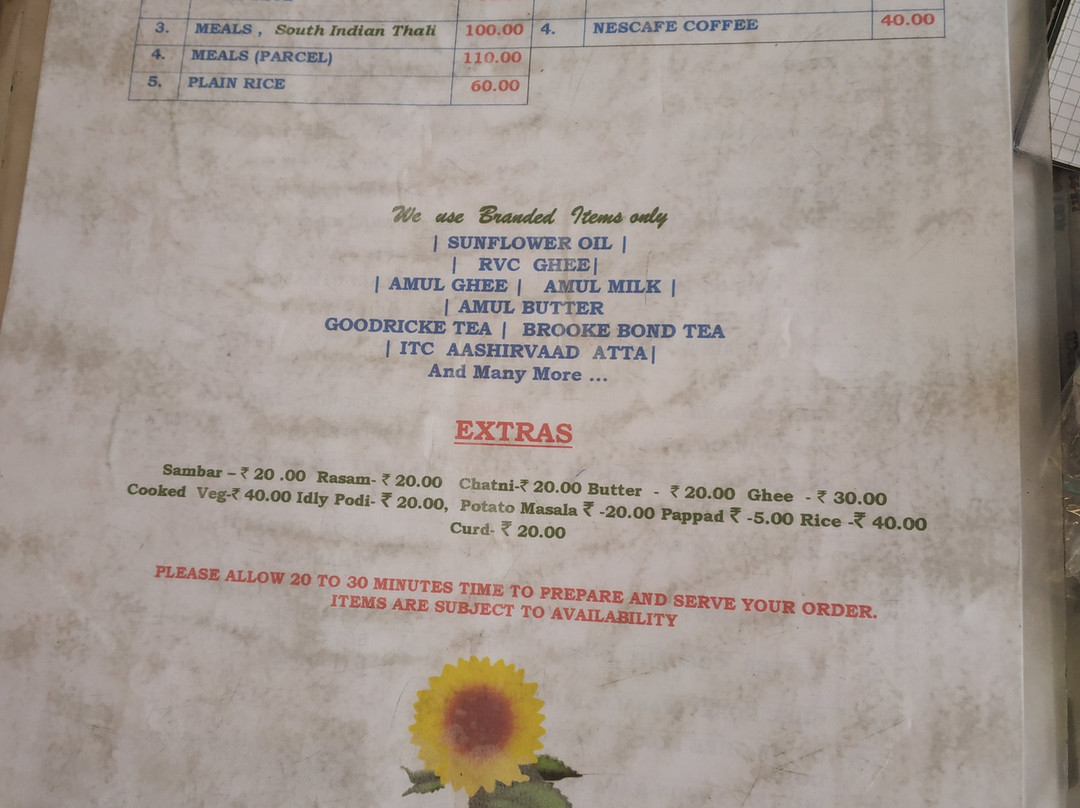 3. MEALS , South Indian Thali 100.00 4. NESCAFE COFFEE 40.00
4. MEALS (PARCEL) 110.00
5. PLAIN RICE 60.00
We use Branded Items only
| SUNFLOWER OIL |
| RVC GHEE|
| AMUL GHEE | AMUL MILK |
| AMUL BUTTER
GOODRICKE TEA | BROOKE BOND TEA
| ITC AASHIRVAAD ATTA|
And Many More ...
EXTRAS
Sambar – ₹ 20 .00 Rasam- ₹ 20.00 Chatni-₹ 20.00 Butter - ₹ 20.00 Ghee - ₹ 30.00
Cooked Veg-₹ 40.00 Idly Podi- ₹ 20.00, Potato Masala ₹ -20.00 Pappad ₹ -5.00 Rice -₹ 40.00
Curd- ₹ 20.00
PLEASE ALLOW 20 TO 30 MINUTES TIME TO PREPARE AND SERVE YOUR ORDER.
ITEMS ARE SUBJECT TO AVAILABILITY